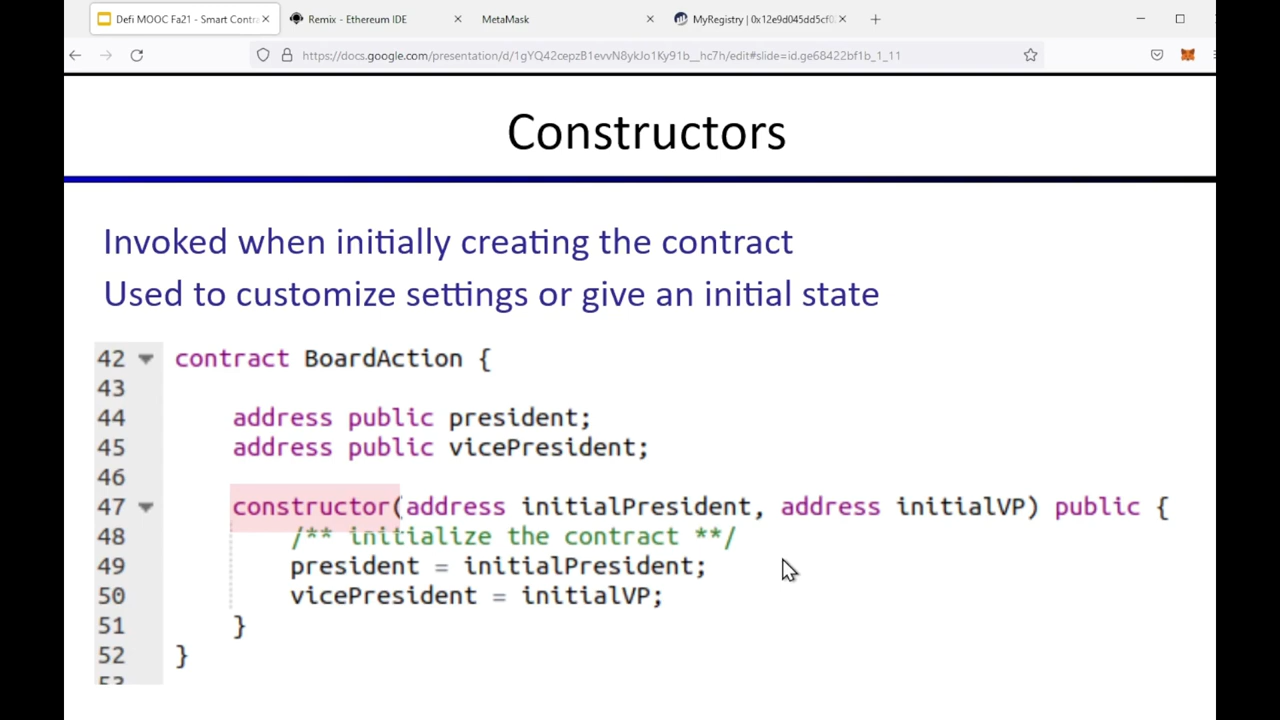 Defi MOOC Fa21 - Smart Contra
Remix - Ethereum IDE
MetaMask
MyRegistry | 0x12e9d045dd5cf0
https://docs.google.com/presentation/d/1gYQ42cepzB1evvN8ykJo1Ky91b__hc7h/edit#slide=id.ge68422bf1b_1_11
Constructors
Invoked when initially creating the contract
Used to customize settings or give an initial state
42 contract BoardAction {
43
44 address public president;
45 address public vicePresident;
46
47 constructor(address initialPresident, address initialVP) public {
48 /** initialize the contract **/
49 president = initialPresident;
50 vicePresident = initialVP;
51 }
52 }
53